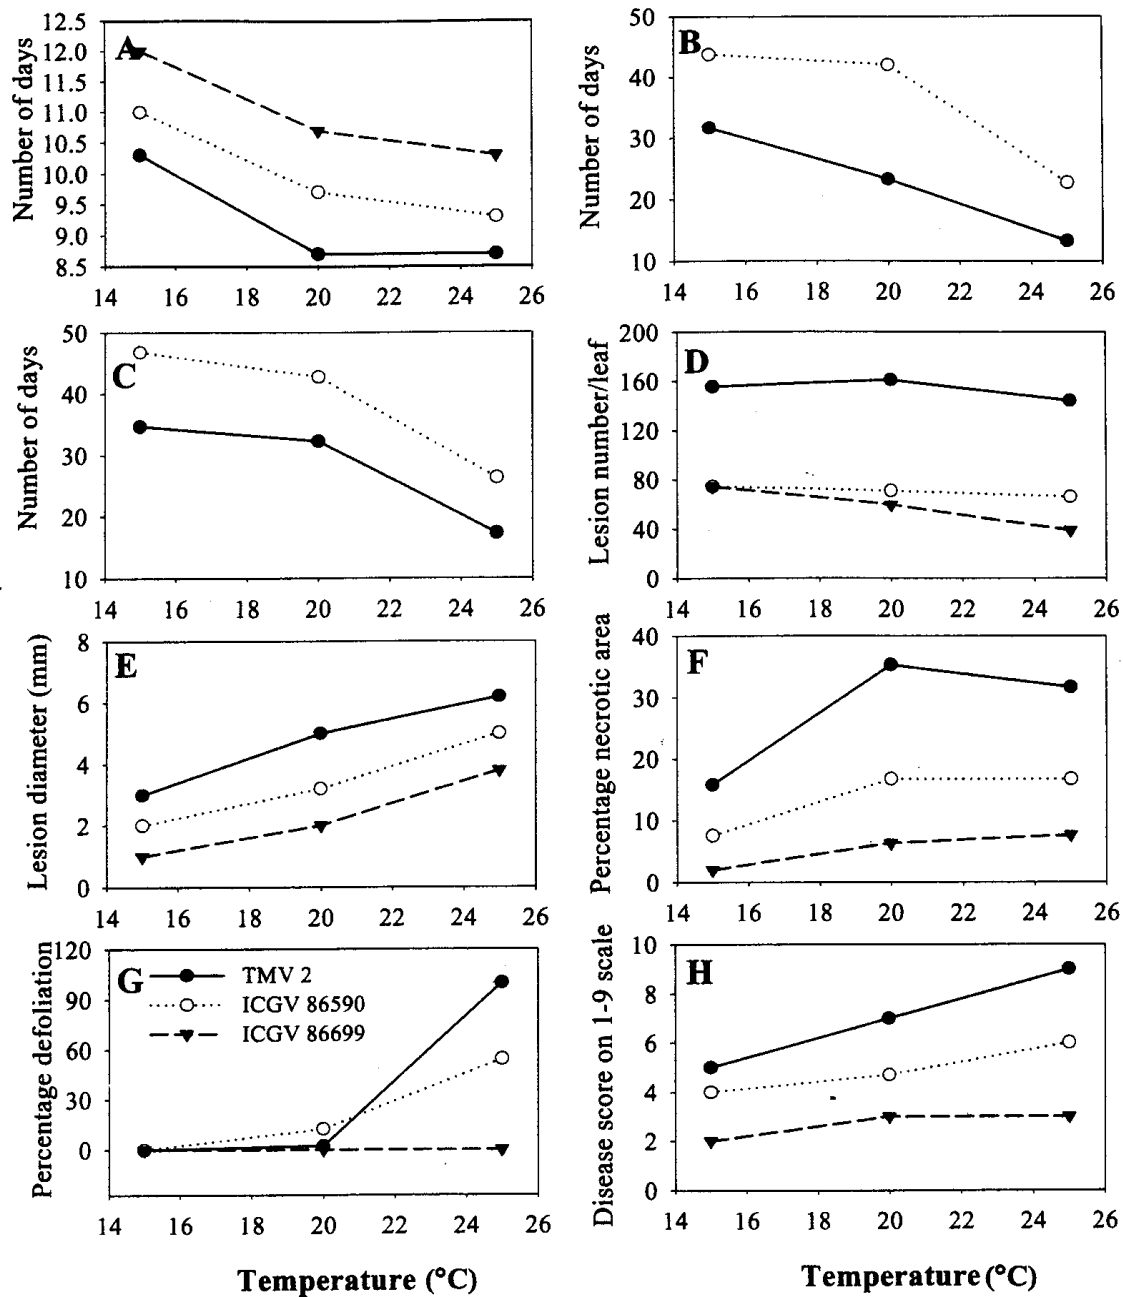 A
Number of days
12.5
12.0
11.5
11.0
10.5
10.0
9.5
9.0
8.5
14 16 18 20 22 24 26
B
Number of days
50
40
30
20
10
14 16 18 20 22 24 26
C
Number of days
50
40
30
20
10
14 16 18 20 22 24 26
D
Lesion number/leaf
200
160
120
80
40
0
14 16 18 20 22 24 26
E
Lesion diameter (mm)
8
6
4
2
0
14 16 18 20 22 24 26
F
Percentage necrotic area
40
30
20
10
0
14 16 18 20 22 24 26
G
TMV 2
ICGV 86590
ICGV 86699
Percentage defoliation
120
90
60
30
0
14 16 18 20 22 24 26
Temperature (°C)
H
Disease score on 1-9 scale
10
8
6
4
2
0
14 16 18 20 22 24 26
Temperature (°C)